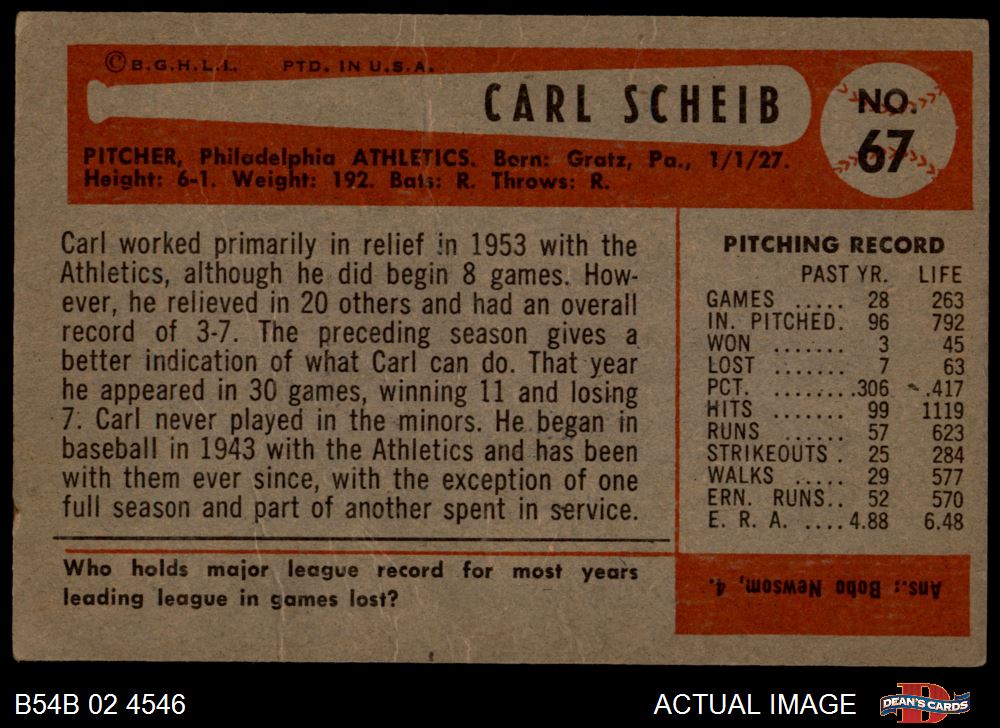 © B.G.H.L.I. PTD. IN U.S.A.
CARL SCHEIB
NO.
67
PITCHER, Philadelphia ATHLETICS. Born: Gratz, Pa., 1/1/27.
Height: 6-1. Weight: 192. Bats: R. Throws: R.
Carl worked primarily in relief in 1953 with the
Athletics, although he did begin 8 games. How-
ever, he relieved in 20 others and had an overall
record of 3-7. The preceding season gives a
better indication of what Carl can do. That year
he appeared in 30 games, winning 11 and losing
7. Carl never played in the minors. He began in
baseball in 1943 with the Athletics and has been
with them ever since, with the exception of one
full season and part of another spent in service.
PITCHING RECORD
PAST YR. LIFE
GAMES ..... 28 263
IN. PITCHED. 96 792
WON ....... 3 45
LOST ....... 7 63
PCT. ........306 .417
HITS ....... 99 1119
RUNS ...... 57 623
STRIKEOUTS . 25 284
WALKS ..... 29 577
ERN. RUNS.. 52 570
E. R. A. ....4.88 6.48
Who holds major league record for most years
leading league in games lost?
Ans.: Bobo Newsom, 4.
B54B 02 4546
ACTUAL IMAGE
DEAN'S CARDS